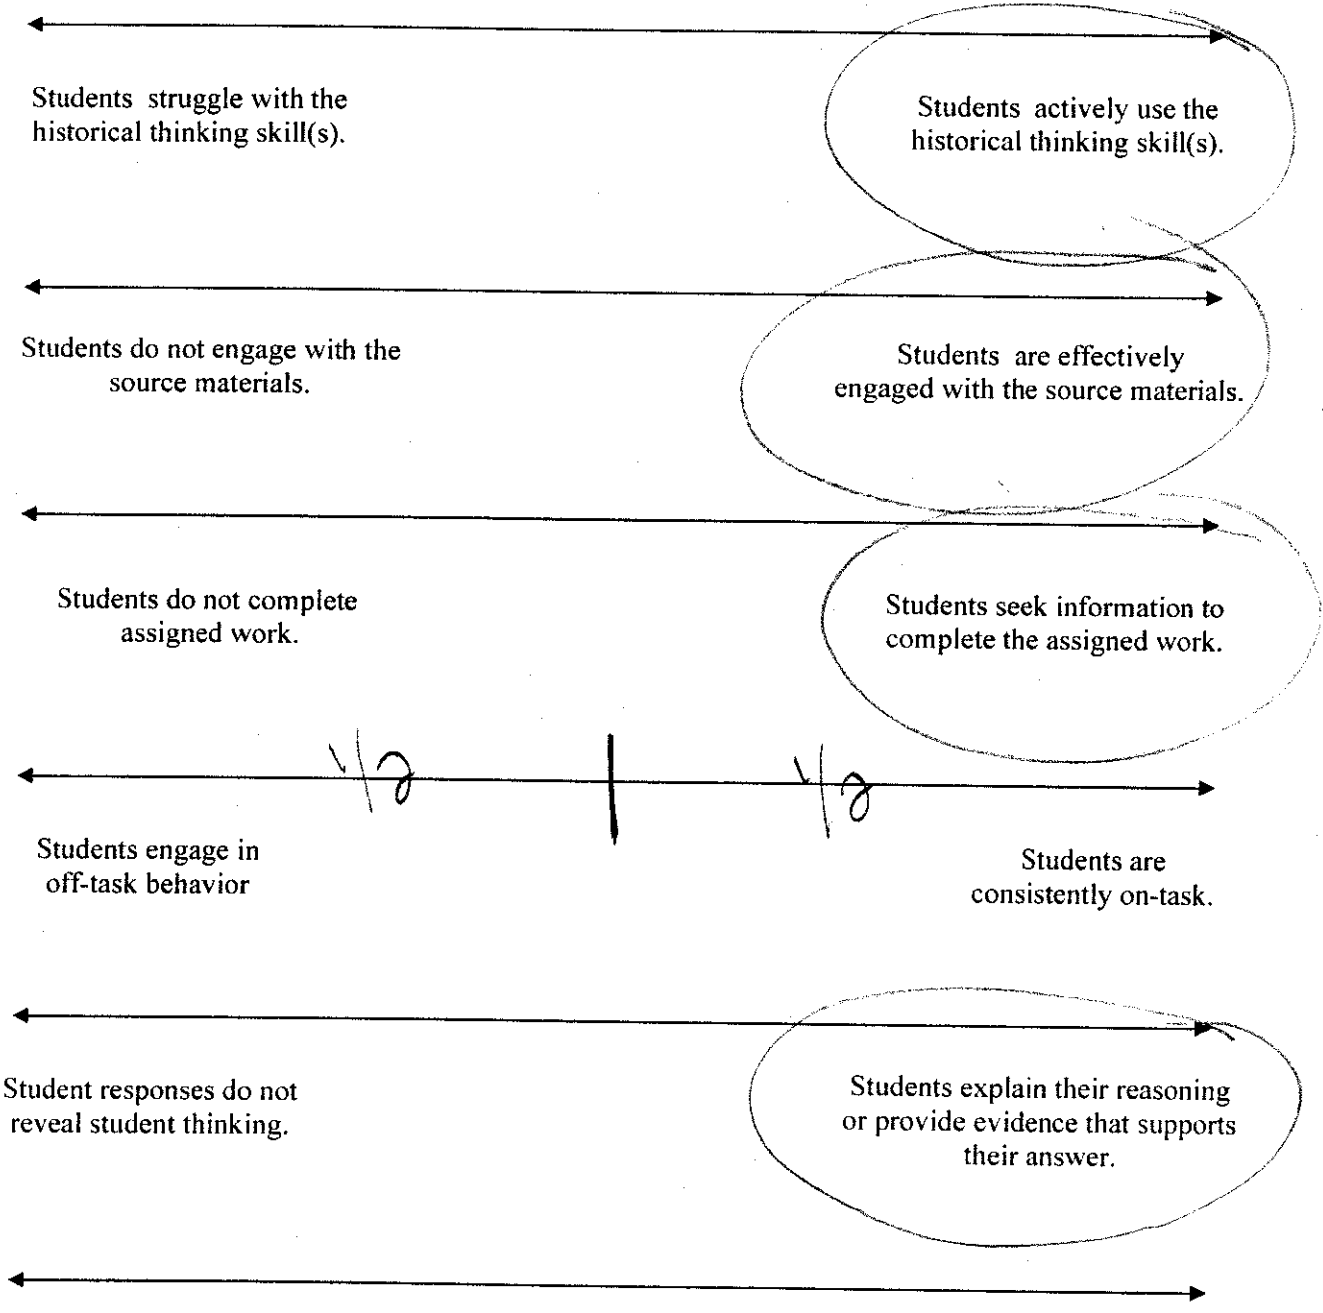 Students struggle with the
historical thinking skill(s).
Students actively use the
historical thinking skill(s).
Students do not engage with the
source materials.
Students are effectively
engaged with the source materials.
Students do not complete
assigned work.
Students seek information to
complete the assigned work.
1/2
1/2
Students engage in
off-task behavior
Students are
consistently on-task.
Student responses do not
reveal student thinking.
Students explain their reasoning
or provide evidence that supports
their answer.